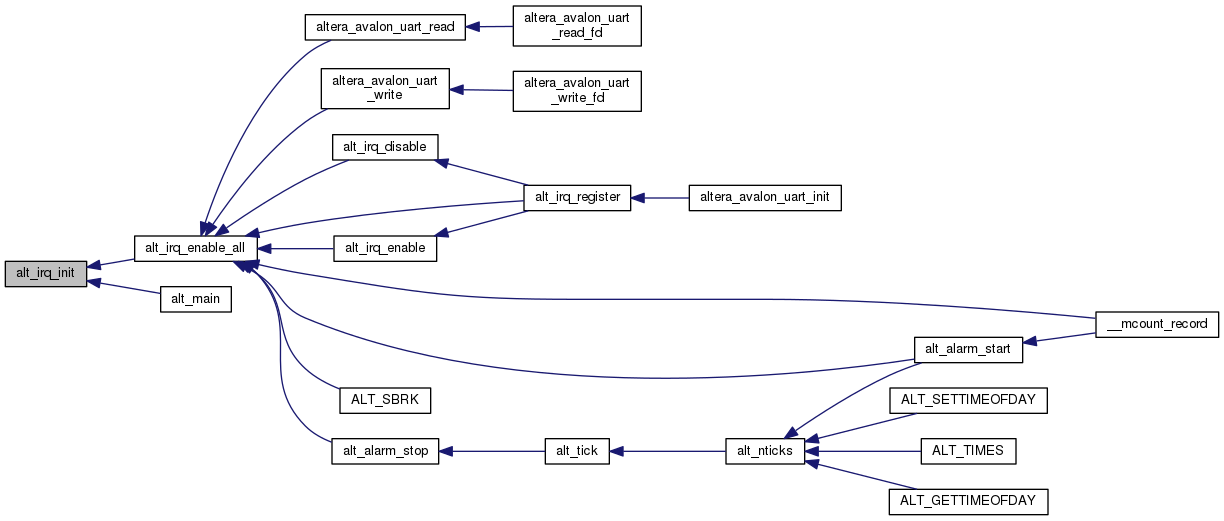 altera_avalon_uart_read
altera_avalon_uart
_read_fd
altera_avalon_uart
_write
altera_avalon_uart
_write_fd
alt_irq_disable
alt_irq_register
altera_avalon_uart_init
alt_irq_enable_all
alt_irq_enable
alt_irq_init
alt_main
__mcount_record
alt_alarm_start
ALT_SBRK
ALT_SETTIMEOFDAY
alt_alarm_stop
alt_tick
alt_nticks
ALT_TIMES
ALT_GETTIMEOFDAY